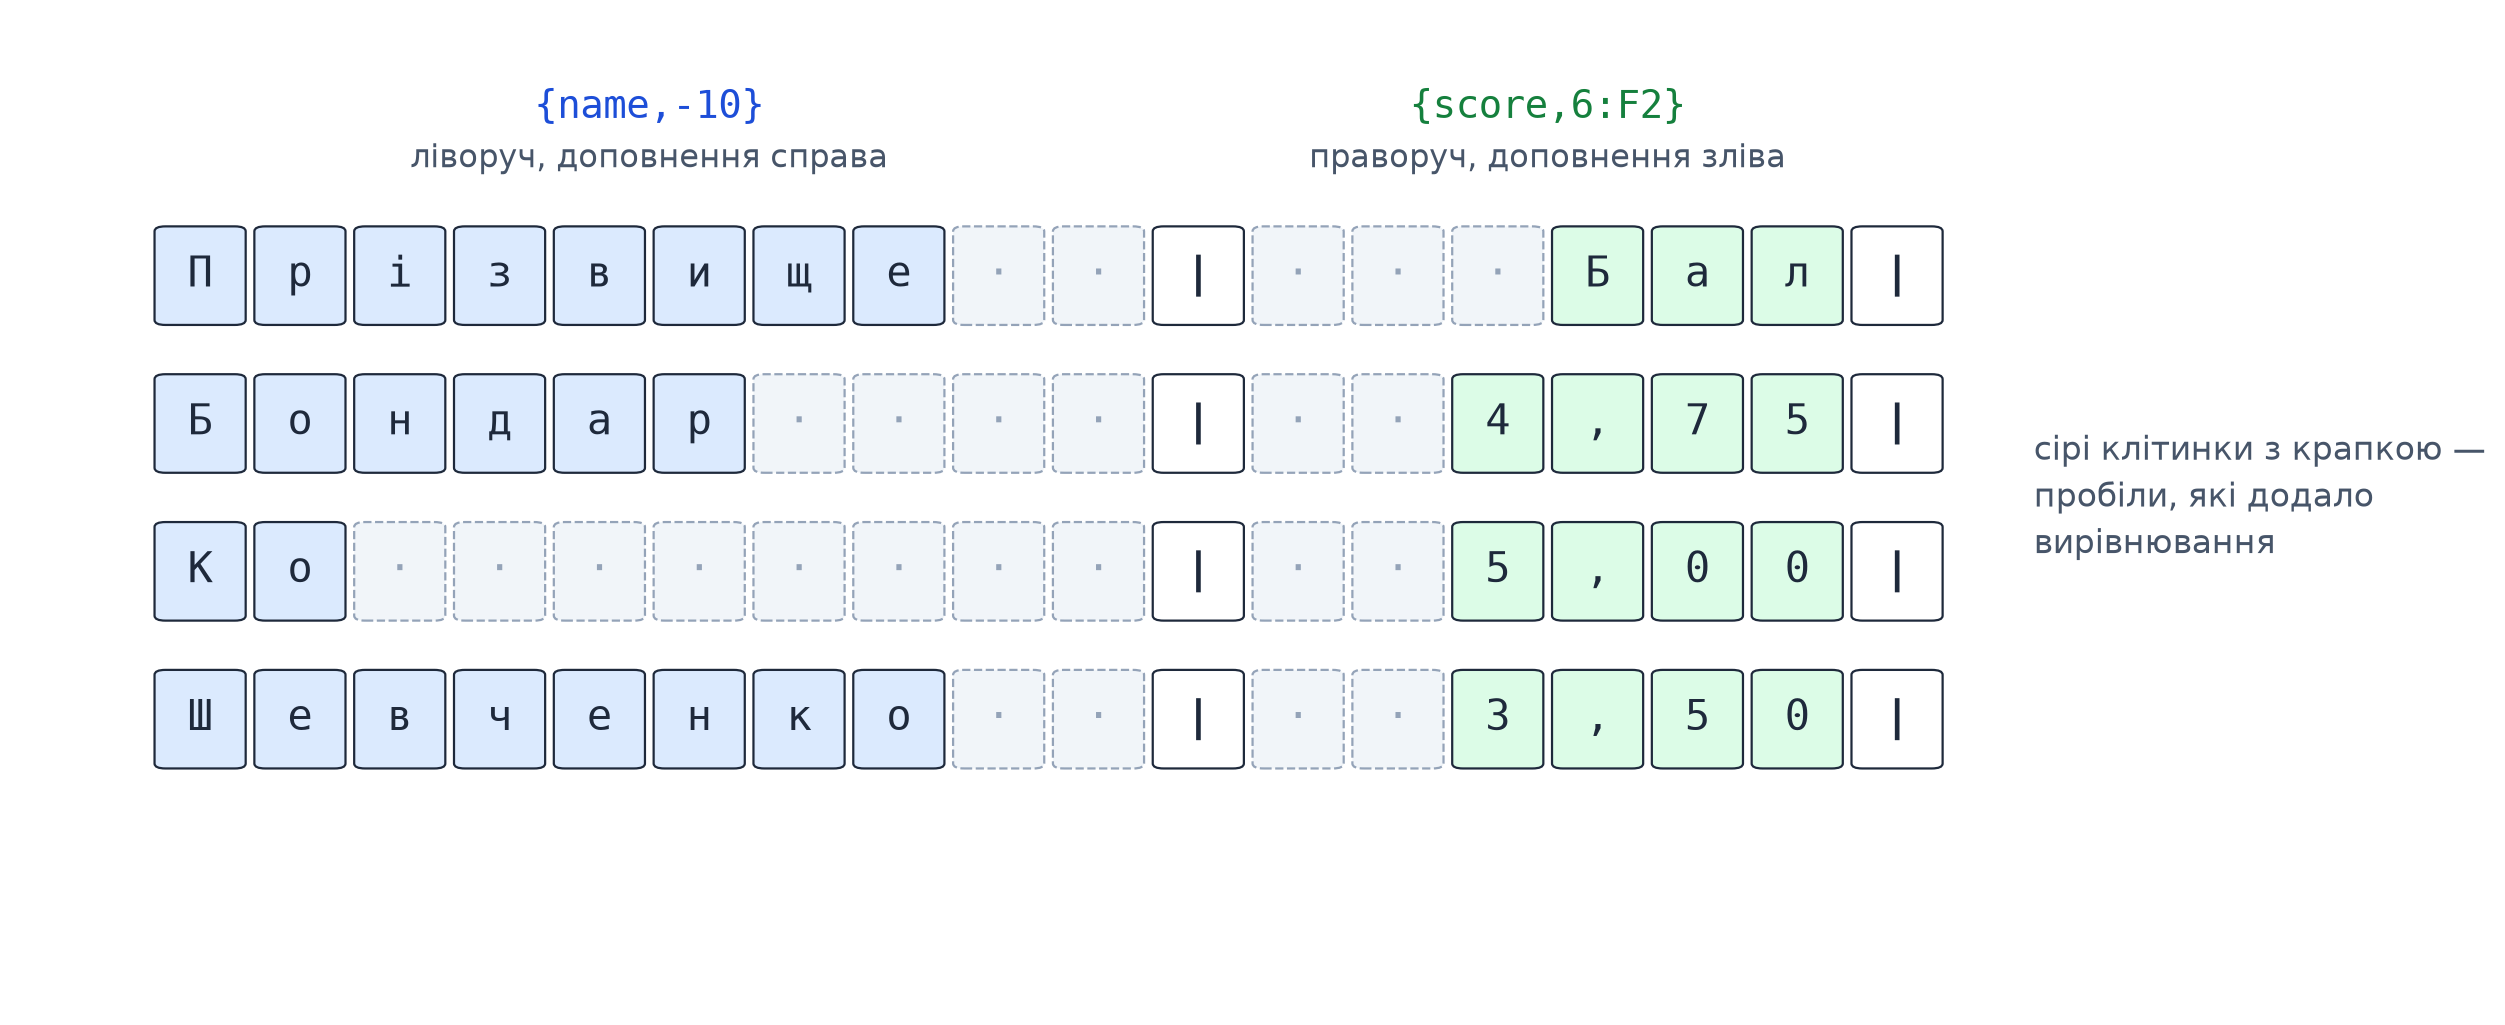 {name,-10} {score,6:F2}
ліворуч, доповнення справа праворуч, доповнення зліва
Прізвище··|···Бал|
Бондар····|··4,75|
сірі клітинки з крапкою —
пробіли, які додало
вирівнювання
Ко········|··5,00|
Шевченко··|··3,50|